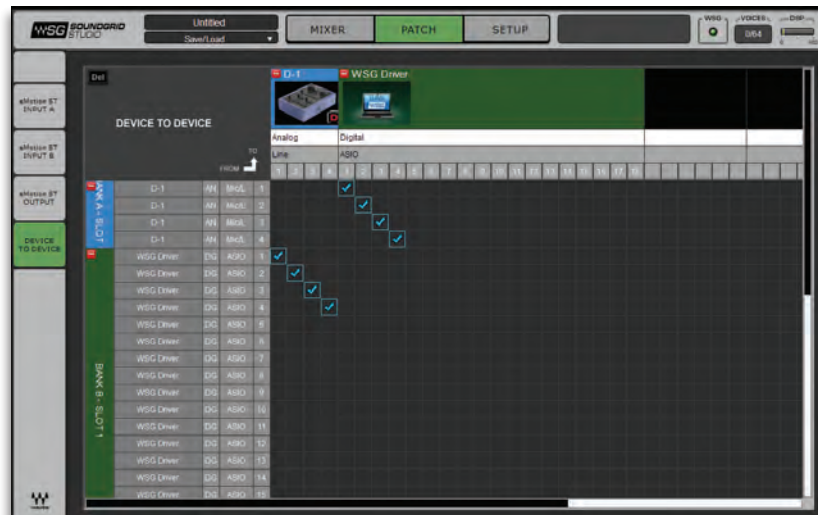 WSG SOUNDGRID STUDIO
Untitled
Save/Load
MIXER
PATCH
SETUP
WSG
VOICES
0/64
DSP
Del
DEVICE TO DEVICE
FROM
TO
D-1
WSG Driver
Analog
Digital
Line
ASIO
1 2 3 4 1 2 3 4 5 6 7 8 9 10 11 12 13 14 15 16 17 18
eMotion ST INPUT A
eMotion ST INPUT B
eMotion ST OUTPUT
DEVICE TO DEVICE
D-1 AN Mic/L 1
D-1 AN Mic/L 2
D-1 AN Mic/L 3
D-1 AN Mic/L 4
BANK B - SLOT 1
WSG Driver DG ASIO 1
WSG Driver DG ASIO 2
WSG Driver DG ASIO 3
WSG Driver DG ASIO 4
WSG Driver DG ASIO 5
WSG Driver DG ASIO 6
WSG Driver DG ASIO 7
WSG Driver DG ASIO 8
WSG Driver DG ASIO 9
WSG Driver DG ASIO 10
WSG Driver DG ASIO 11
WSG Driver DG ASIO 12
WSG Driver DG ASIO 13
WSG Driver DG ASIO 14
WSG Driver DG ASIO 15